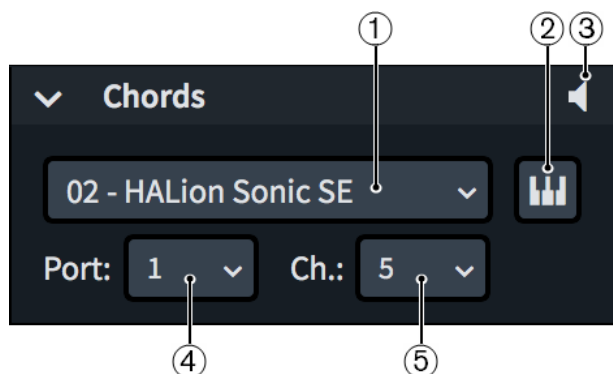 ① ② ③
Chords
02 - HALion Sonic SE
Port: 1 Ch.: 5
④ ⑤